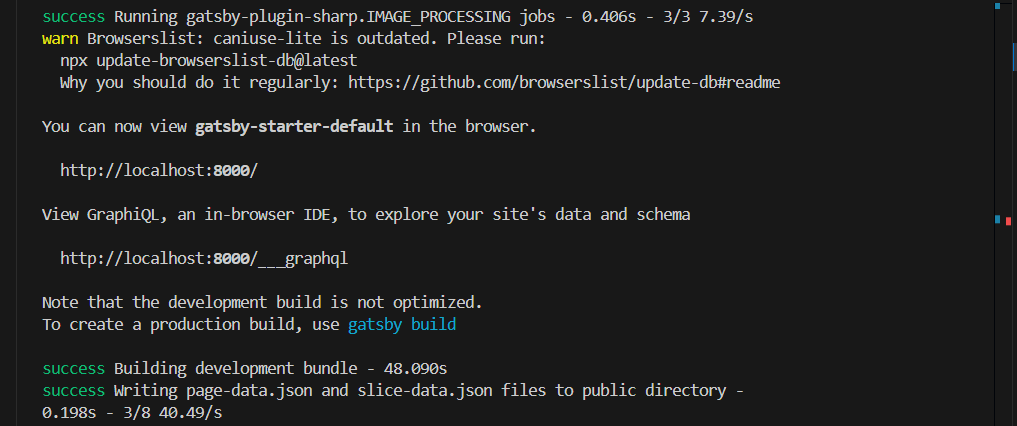 success Running gatsby-plugin-sharp.IMAGE_PROCESSING jobs - 0.406s - 3/3 7.39/s
warn Browserslist: caniuse-lite is outdated. Please run:
  npx update-browserslist-db@latest
  Why you should do it regularly: https://github.com/browserslist/update-db#readme
You can now view gatsby-starter-default in the browser.
  http://localhost:8000/
View GraphiQL, an in-browser IDE, to explore your site's data and schema
  http://localhost:8000/___graphql
Note that the development build is not optimized.
To create a production build, use gatsby build
success Building development bundle - 48.090s
success Writing page-data.json and slice-data.json files to public directory -
0.198s - 3/8 40.49/s